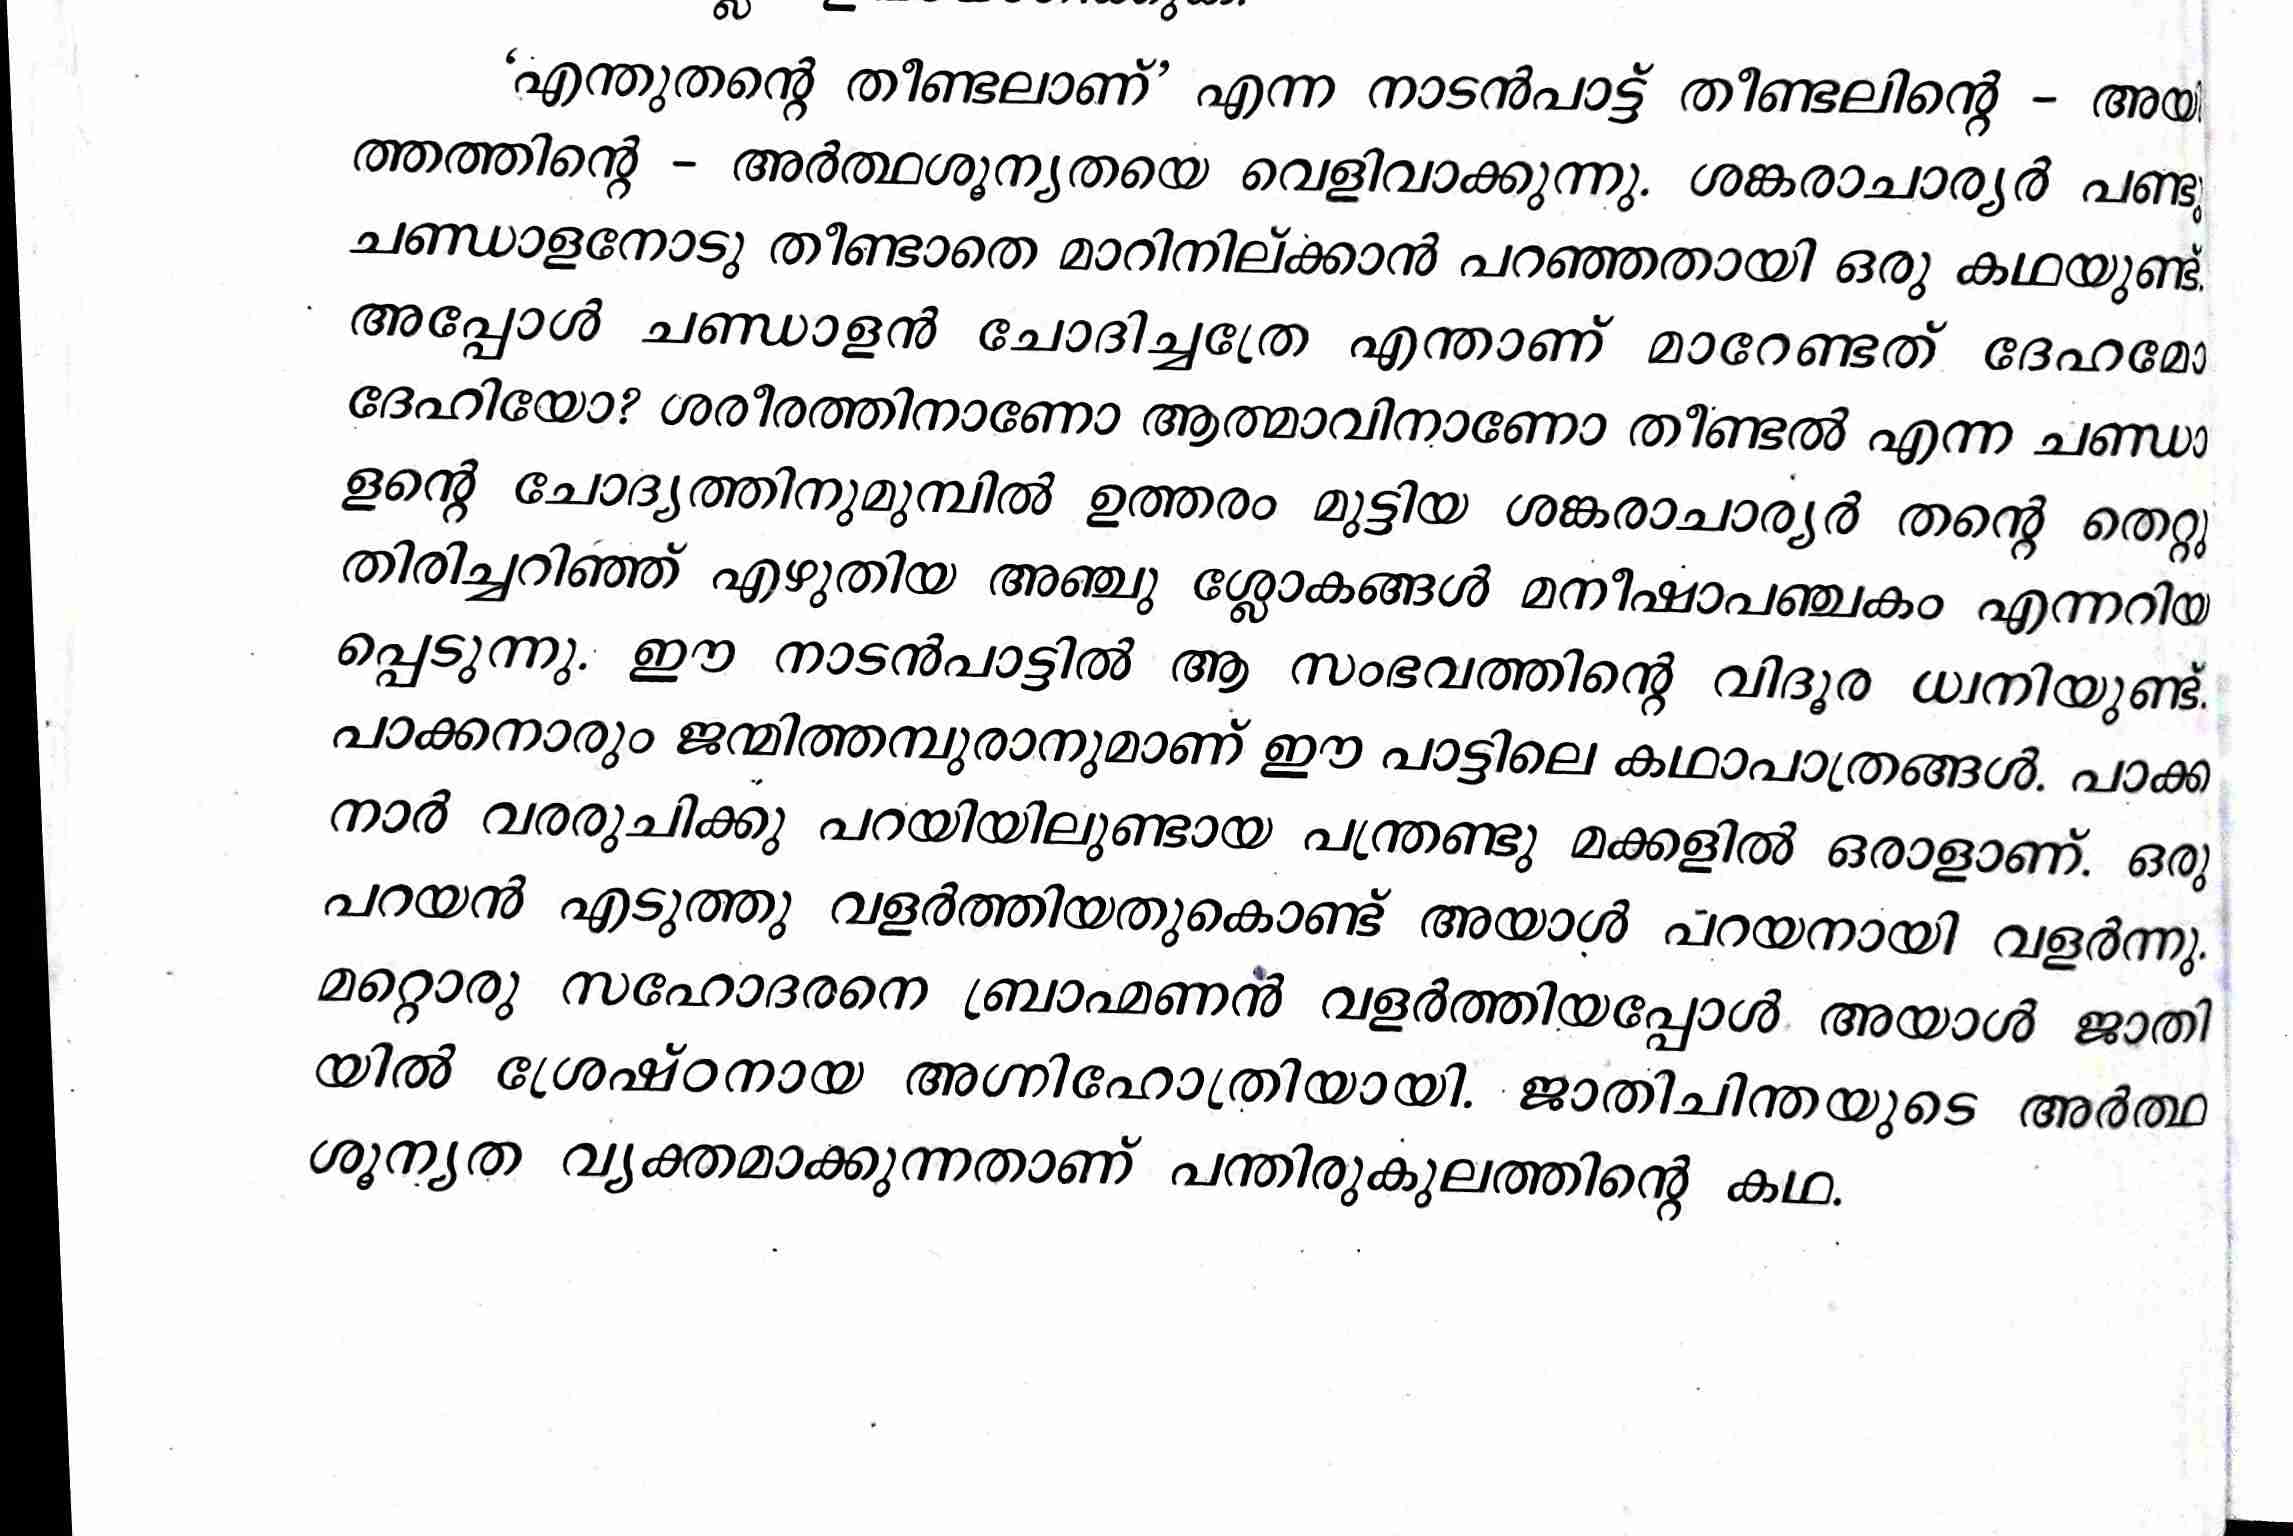 ‘എന്തുതന്റെ തീണ്ടലാണ്’ എന്ന നാടൻപാട്ട് തീണ്ടലിന്റെ – അയി
ത്തത്തിന്റെ – അർത്ഥശൂന്യതയെ വെളിവാക്കുന്നു. ശങ്കരാചാര്യർ പണ്ടു
ചണ്ഡാളനോടു തീണ്ടാതെ മാറിനില്ക്കാൻ പറഞ്ഞതായി ഒരു കഥയുണ്ട്.
അപ്പോൾ ചണ്ഡാളൻ ചോദിച്ചത്രേ എന്താണ് മാറേണ്ടത് ദേഹമോ
ദേഹിയോ? ശരീരത്തിനാണോ ആത്മാവിനാണോ തീണ്ടൽ എന്ന ചണ്ഡാ
ളന്റെ ചോദ്യത്തിനുമുമ്പിൽ ഉത്തരം മുട്ടിയ ശങ്കരാചാര്യർ തന്റെ തെറ്റു
തിരിച്ചറിഞ്ഞ് എഴുതിയ അഞ്ചു ശ്ലോകങ്ങൾ മനീഷാപഞ്ചകം എന്നറിയ
പ്പെടുന്നു. ഈ നാടൻപാട്ടിൽ ആ സംഭവത്തിന്റെ വിദൂര ധ്വനിയുണ്ട്.
പാക്കനാരും ജന്മിത്തമ്പുരാനുമാണ് ഈ പാട്ടിലെ കഥാപാത്രങ്ങൾ. പാക്ക
നാർ വരരുചിക്കു പറയിയിലുണ്ടായ പന്ത്രണ്ടു മക്കളിൽ ഒരാളാണ്. ഒരു
പറയൻ എടുത്തു വളർത്തിയതുകൊണ്ട് അയാൾ പറയനായി വളർന്നു.
മറ്റൊരു സഹോദരനെ ബ്രാഹ്മണൻ വളർത്തിയപ്പോൾ അയാൾ ജാതി
യിൽ ശ്രേഷ്ഠനായ അഗ്നിഹോത്രിയായി. ജാതിചിന്തയുടെ അർത്ഥ
ശൂന്യത വ്യക്തമാക്കുന്നതാണ് പന്തിരുകുലത്തിന്റെ കഥ.